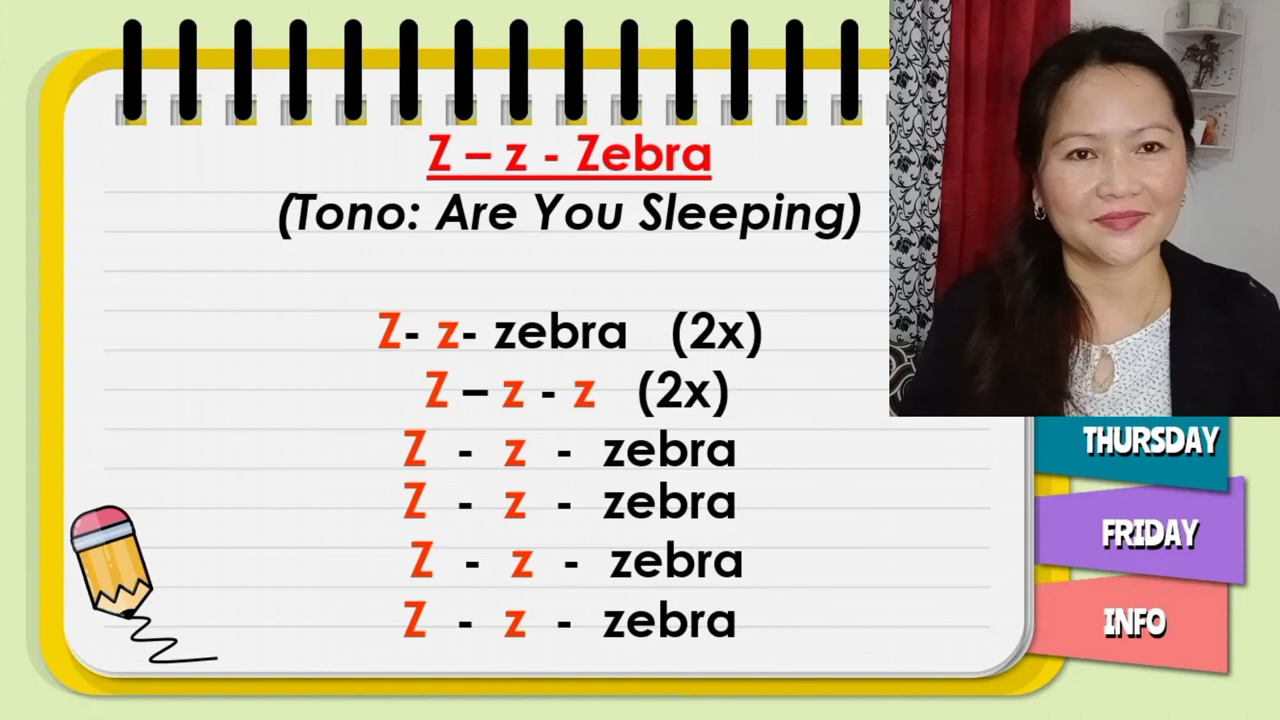 Z – z - Zebra
(Tono: Are You Sleeping)
Z- z- zebra (2x)
Z – z - z (2x)
Z - z - zebra
Z - z - zebra
Z - z - zebra
Z - z - zebra
THURSDAY
FRIDAY
INFO